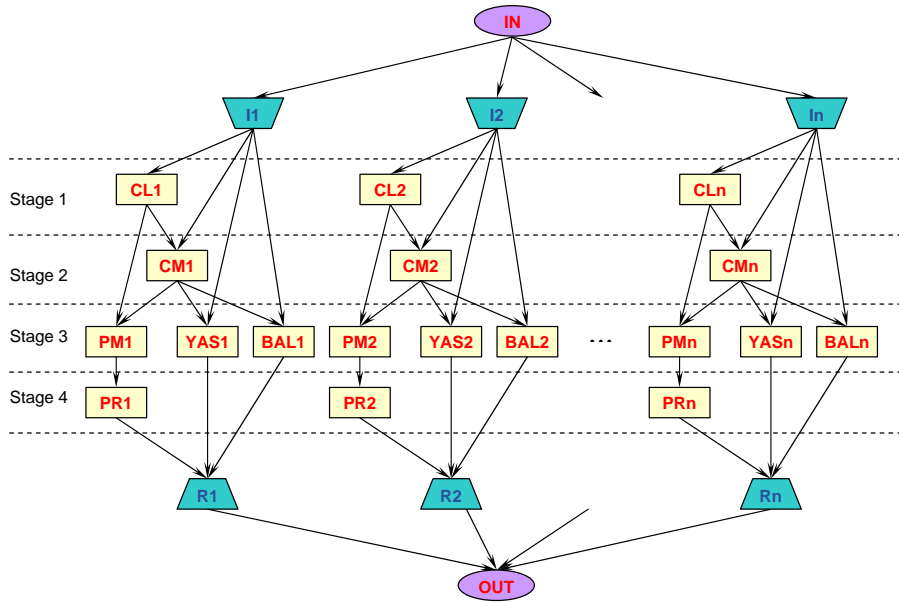 IN
I1 I2 In
Stage 1 CL1 CL2 CLn
Stage 2 CM1 CM2 CMn
Stage 3 PM1 YAS1 BAL1 PM2 YAS2 BAL2 ... PMn YASn BALn
Stage 4 PR1 PR2 PRn
R1 R2 Rn
OUT